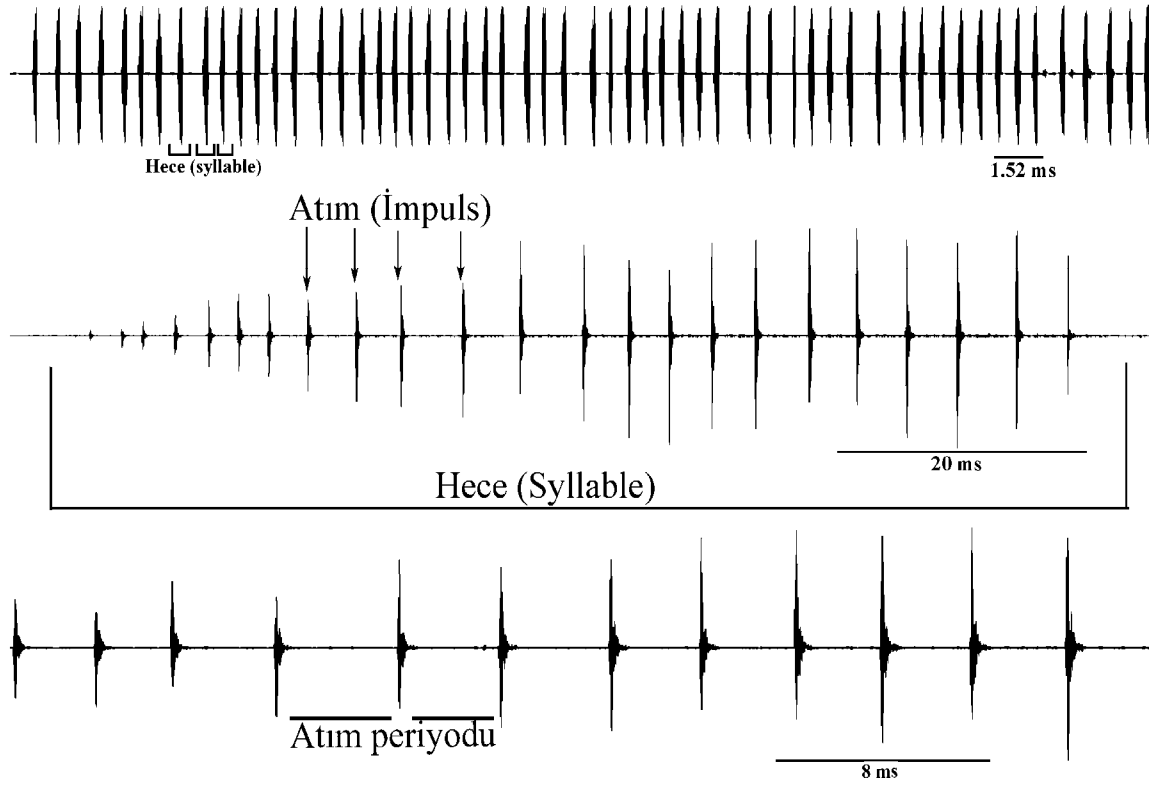 Hece (syllable)
1.52 ms
Atım (İmpuls)
20 ms
Hece (Syllable)
Atım periyodu
8 ms